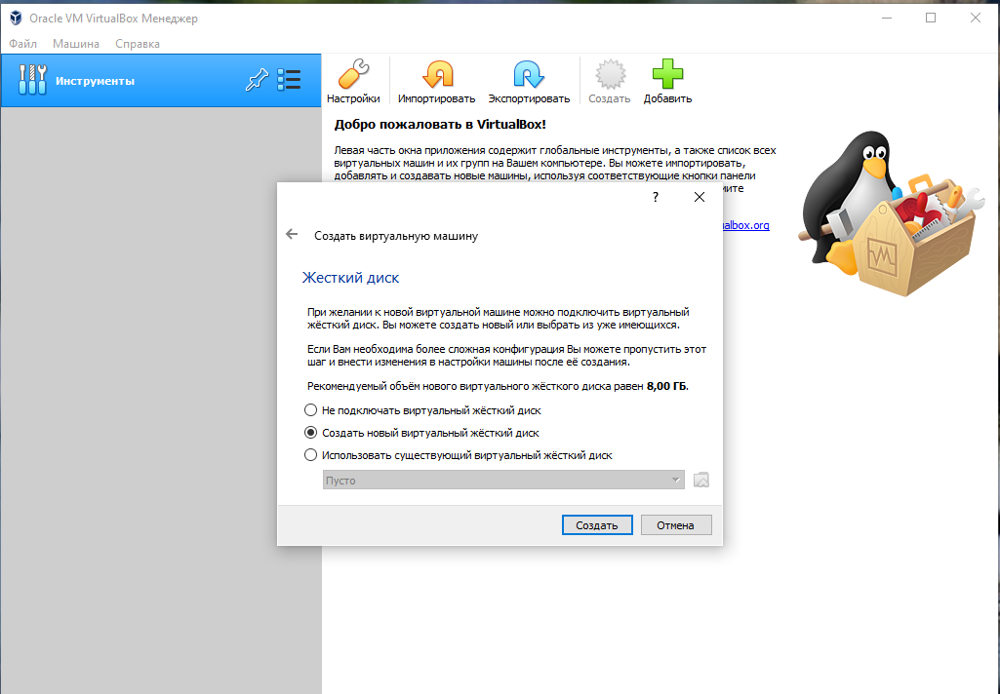 Oracle VM VirtualBox Менеджер
Файл Машина Справка
Инструменты
Настройки Импортировать Экспортировать Создать Добавить
Добро пожаловать в VirtualBox!
Левая часть окна приложения содержит глобальные инструменты, а также список всех
виртуальных машин и их групп на Вашем компьютере. Вы можете импортировать,
добавлять и создавать новые машины, используя соответствующие кнопки панели
мите
albox.org
?
Создать виртуальную машину
Жесткий диск
При желании к новой виртуальной машине можно подключить виртуальный
жёсткий диск. Вы можете создать новый или выбрать из уже имеющихся.
Если Вам необходима более сложная конфигурация Вы можете пропустить этот
шаг и внести изменения в настройки машины после её создания.
Рекомендуемый объём нового виртуального жёсткого диска равен 8,00 ГБ.
Не подключать виртуальный жёсткий диск
Создать новый виртуальный жёсткий диск
Использовать существующий виртуальный жёсткий диск
Пусто
Создать Отмена